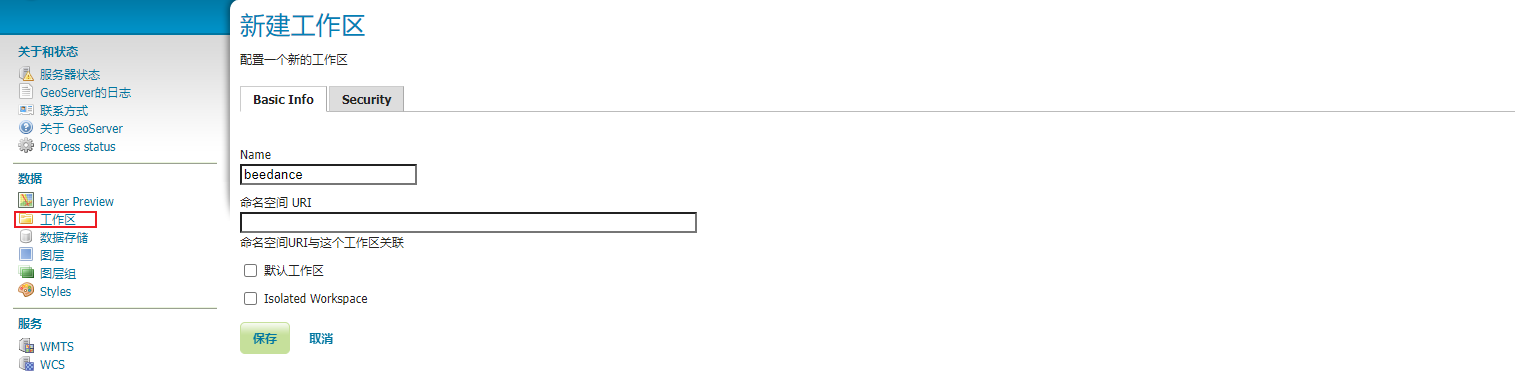 关于和状态
服务器状态
GeoServer的日志
联系方式
关于 GeoServer
Process status
数据
Layer Preview
工作区
数据存储
图层
图层组
Styles
服务
WMTS
WCS
新建工作区
配置一个新的工作区
Basic Info
Security
Name
beedance
命名空间 URI
命名空间URI与这个工作区关联
默认工作区
Isolated Workspace
保存
取消